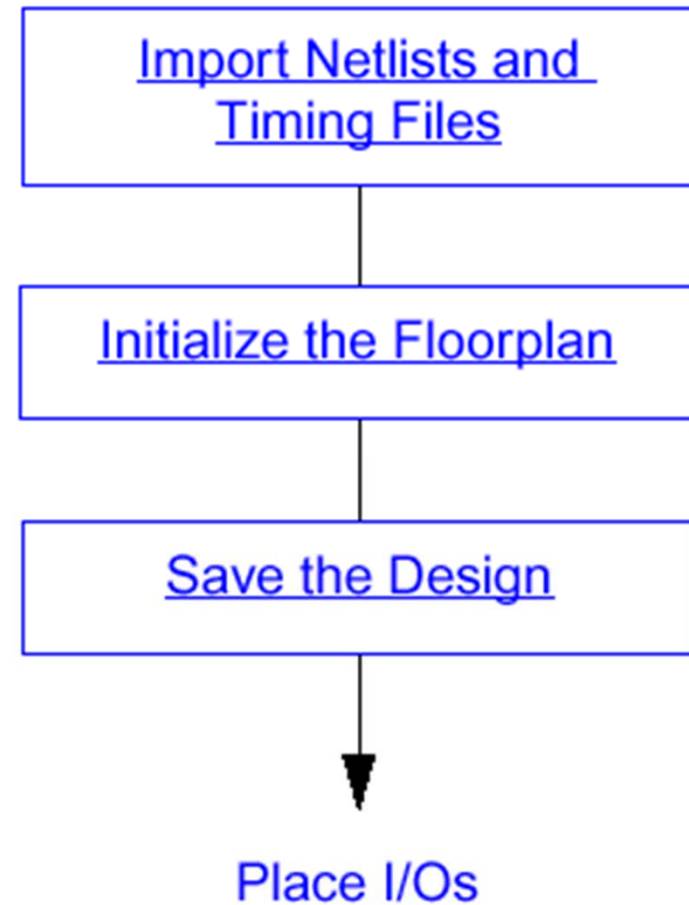 Import Netlists and
Timing Files
Initialize the Floorplan
Save the Design
Place I/Os